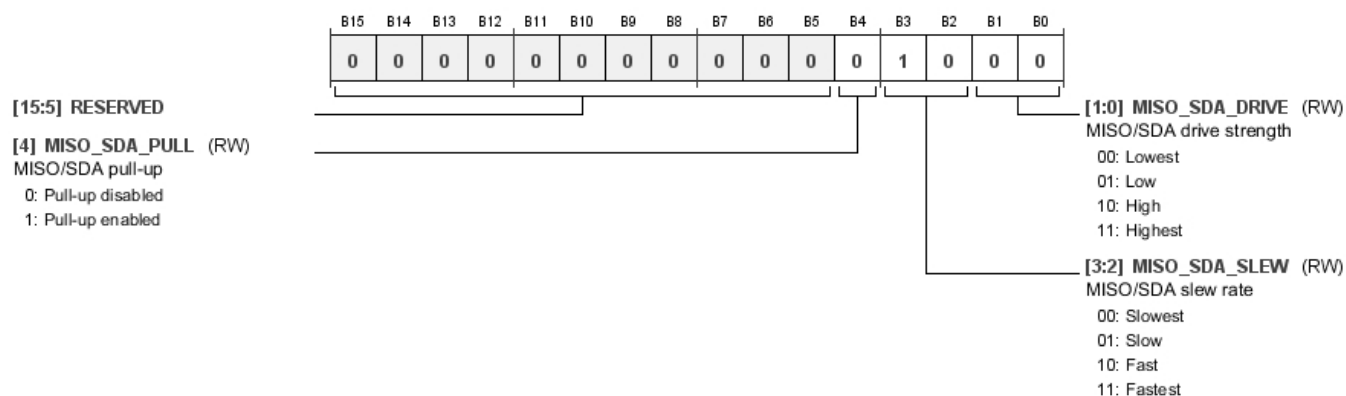 B15 B14 B13 B12 B11 B10 B9 B8 B7 B6 B5 B4 B3 B2 B1 B0
0 0 0 0 0 0 0 0 0 0 0 0 1 0 0 0
[15:5] RESERVED
[4] MISO_SDA_PULL (RW)
MISO/SDA pull-up
0: Pull-up disabled
1: Pull-up enabled
[1:0] MISO_SDA_DRIVE (RW)
MISO/SDA drive strength
00: Lowest
01: Low
10: High
11: Highest
[3:2] MISO_SDA_SLEW (RW)
MISO/SDA slew rate
00: Slowest
01: Slow
10: Fast
11: Fastest